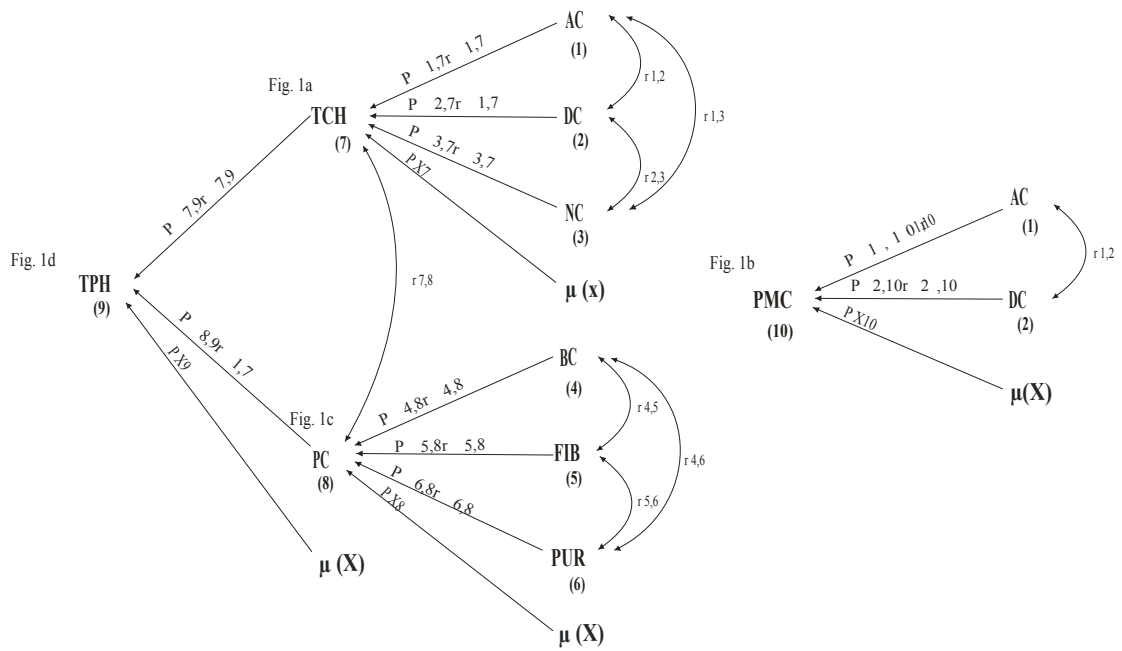 AC
(1)
P 1,7r 1,7
r 1,2
Fig. 1a
TCH
(7)
P 2,7r 1,7
DC
(2)
r 1,3
P 3,7r 3,7
r 2,3
PX7
NC
(3)
P 7,9r 7,9
r 7,8
μ (x)
Fig. 1d
TPH
(9)
P 8,9r 1,7
PX9
BC
(4)
P 4,8r 4,8
r 4,5
Fig. 1c
PC
(8)
P 5,8r 5,8
FIB
(5)
r 4,6
P 6,8r 6,8
r 5,6
PX8
PUR
(6)
μ (X)
μ (X)
AC
(1)
P 1 , 1 01,r10
r 1,2
Fig. 1b
PMC
(10)
P 2,10r 2 ,10
DC
(2)
PX10
μ(X)